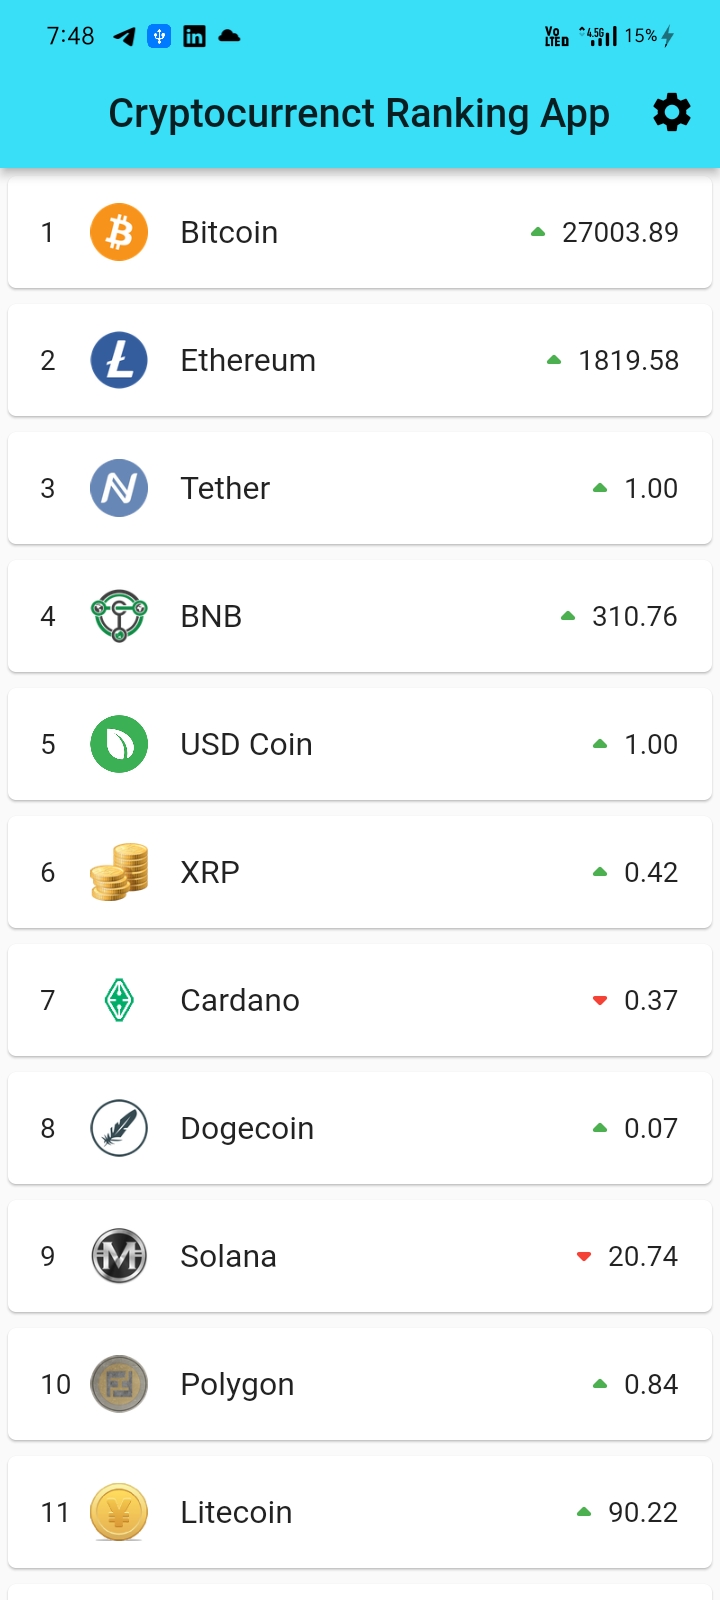 7:48 Vo LTED 4.5G 15%
Cryptocurrenct Ranking App
1 Bitcoin 27003.89
2 Ethereum 1819.58
3 Tether 1.00
4 BNB 310.76
5 USD Coin 1.00
6 XRP 0.42
7 Cardano 0.37
8 Dogecoin 0.07
9 Solana 20.74
10 Polygon 0.84
11 Litecoin 90.22